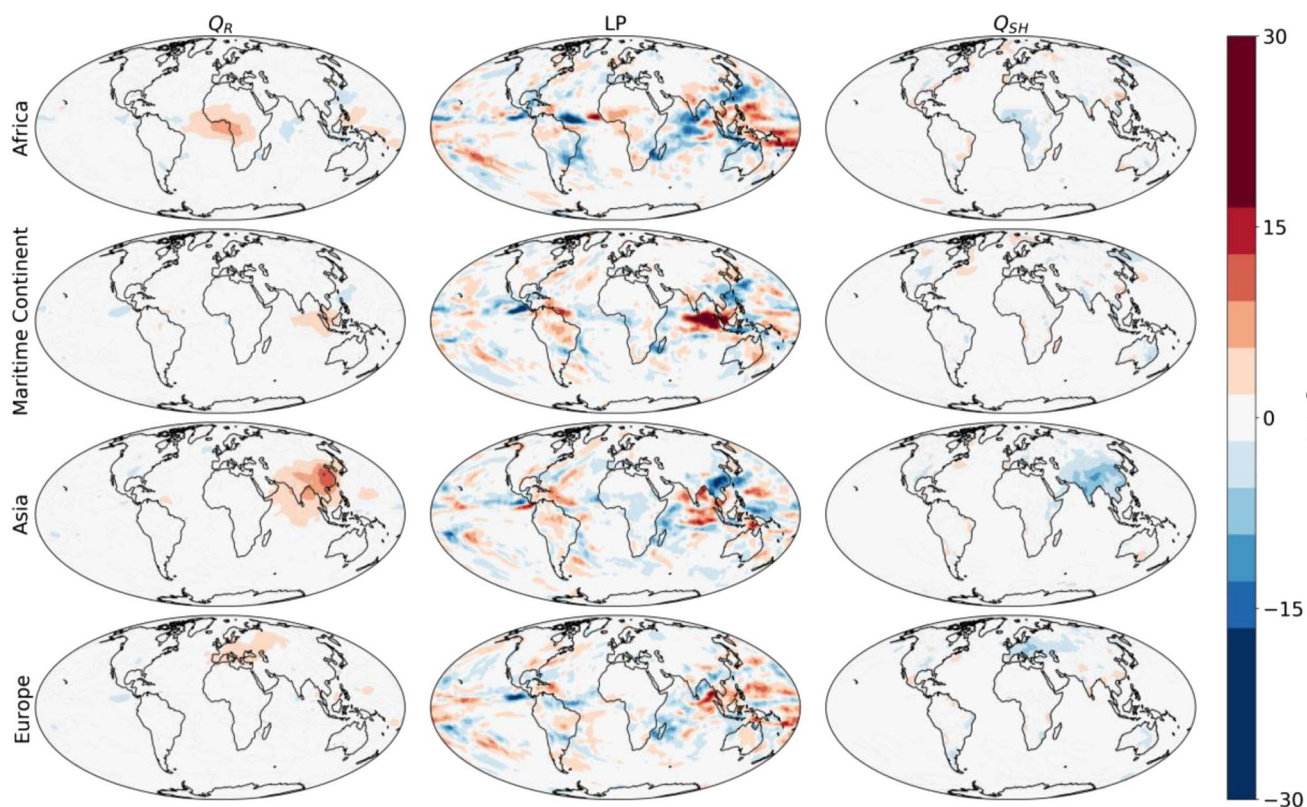 Q_R LP Q_SH
Africa
Maritime Continent
Asia
Europe
30
15
0
−15
−30